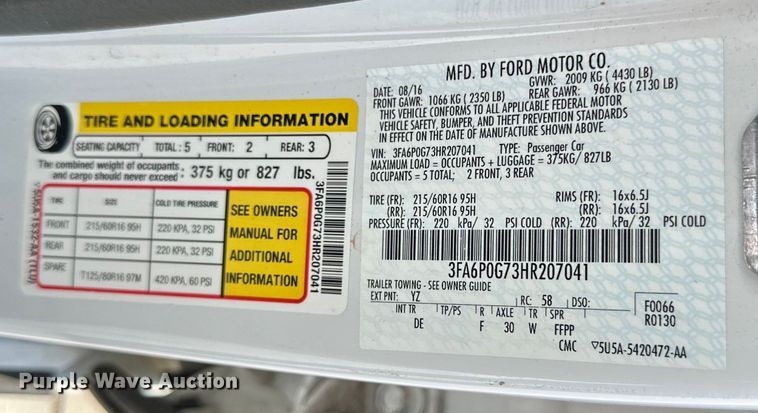 TIRE AND LOADING INFORMATION
SEATING CAPACITY TOTAL: 5 FRONT: 2 REAR: 3
The combined weight of occupants and cargo should never exceed: 375 kg or 827 lbs.
TIRE SIZE COLD TIRE PRESSURE
FRONT 215/60R16 95H 220 KPA, 32 PSI
REAR 215/60R16 95H 220 KPA, 32 PSI
SPARE T125/80R16 97M 420 KPA, 60 PSI
SEE OWNERS
MANUAL FOR
ADDITIONAL
INFORMATION
3FA6P0G73HR207041
MFD. BY FORD MOTOR CO.
DATE: 08/16 GVWR: 2009 KG ( 4430 LB)
FRONT GAWR: 1066 KG ( 2350 LB) REAR GAWR: 966 KG ( 2130 LB)
THIS VEHICLE CONFORMS TO ALL APPLICABLE FEDERAL MOTOR
VEHICLE SAFETY, BUMPER, AND THEFT PREVENTION STANDARDS
IN EFFECT ON THE DATE OF MANUFACTURE SHOWN ABOVE.
VIN: 3FA6P0G73HR207041 TYPE: Passenger Car
MAXIMUM LOAD = OCCUPANTS + LUGGAGE = 375KG/ 827LB
OCCUPANTS = 5 TOTAL; 2 FRONT, 3 REAR
TIRE (FR): 215/60R16 95H RIMS (FR): 16x6.5J
(RR): 215/60R16 95H (RR): 16x6.5J
PRESSURE (FR): 220 kPa/ 32 PSI COLD (RR): 220 kPa/ 32 PSI COLD
3FA6P0G73HR207041
TRAILER TOWING - SEE OWNER GUIDE
EXT PNT: YZ RC: 58 DSO:
F0066
R0130
INT TR TP/PS R AXLE TR SPR
DE F 30 W FFPP
CMC ▽5U5A-5420472-AA
Purple Wave Auction